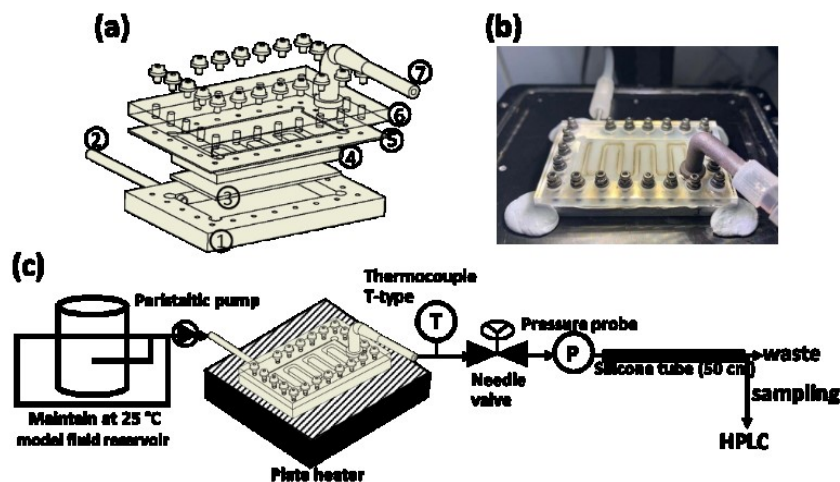 (a)
(b)
⑦
⑥
②
⑤
④
③
①
(c)
Thermocouple
T-type
Peristaltic pump
T
Pressure probe
P
waste
Silicone tube (50 cm)
Needle
valve
sampling
Maintain at 25 °C
model fluid reservoir
HPLC
Plate heater